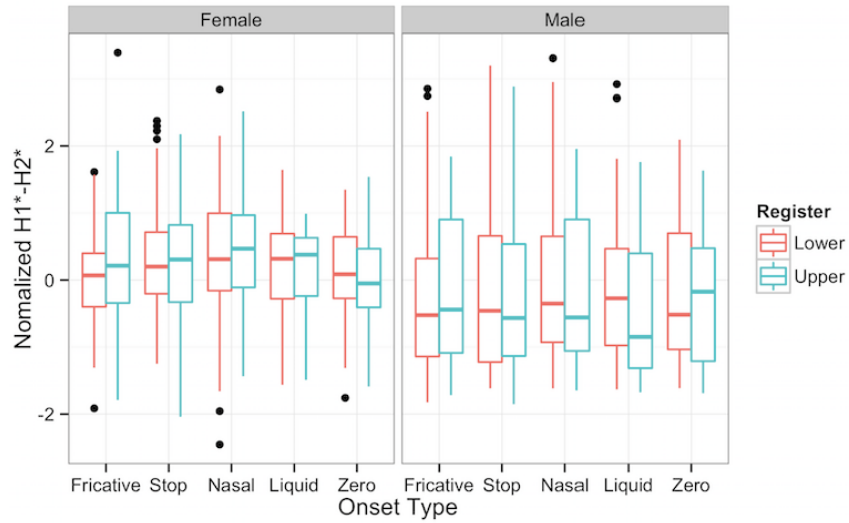 Female Male
Nomalized H1*-H2*
2
0
-2
Fricative Stop Nasal Liquid Zero Fricative Stop Nasal Liquid Zero
Onset Type
Register
Lower
Upper